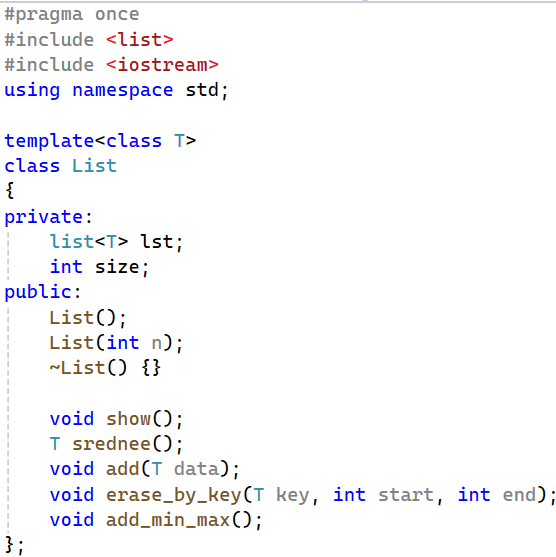 #pragma once
#include <list>
#include <iostream>
using namespace std;
template<class T>
class List
{
private:
    list<T> lst;
    int size;
public:
    List();
    List(int n);
    ~List() {}
    void show();
    T srednee();
    void add(T data);
    void erase_by_key(T key, int start, int end);
    void add_min_max();
};